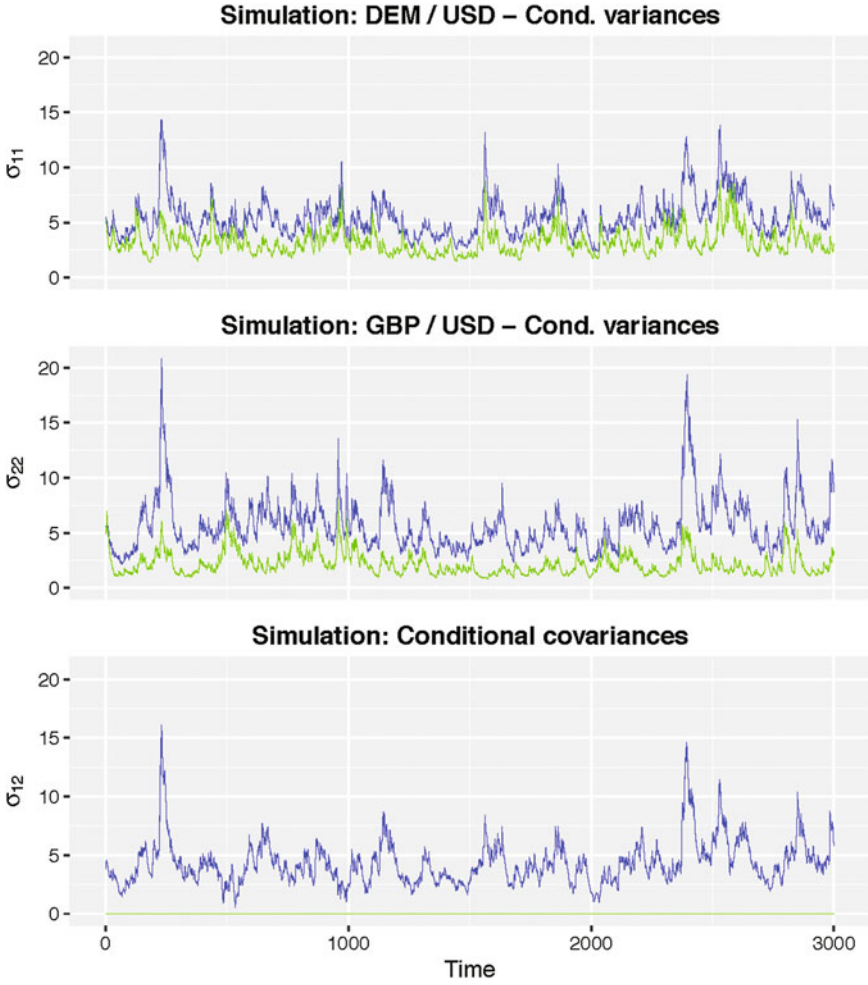 Simulation: DEM / USD – Cond. variances
20
15
10
5
0
σ₁₁
Simulation: GBP / USD – Cond. variances
20
15
10
5
0
σ₂₂
Simulation: Conditional covariances
20
15
10
5
0
σ₁₂
0 1000 2000 3000
Time